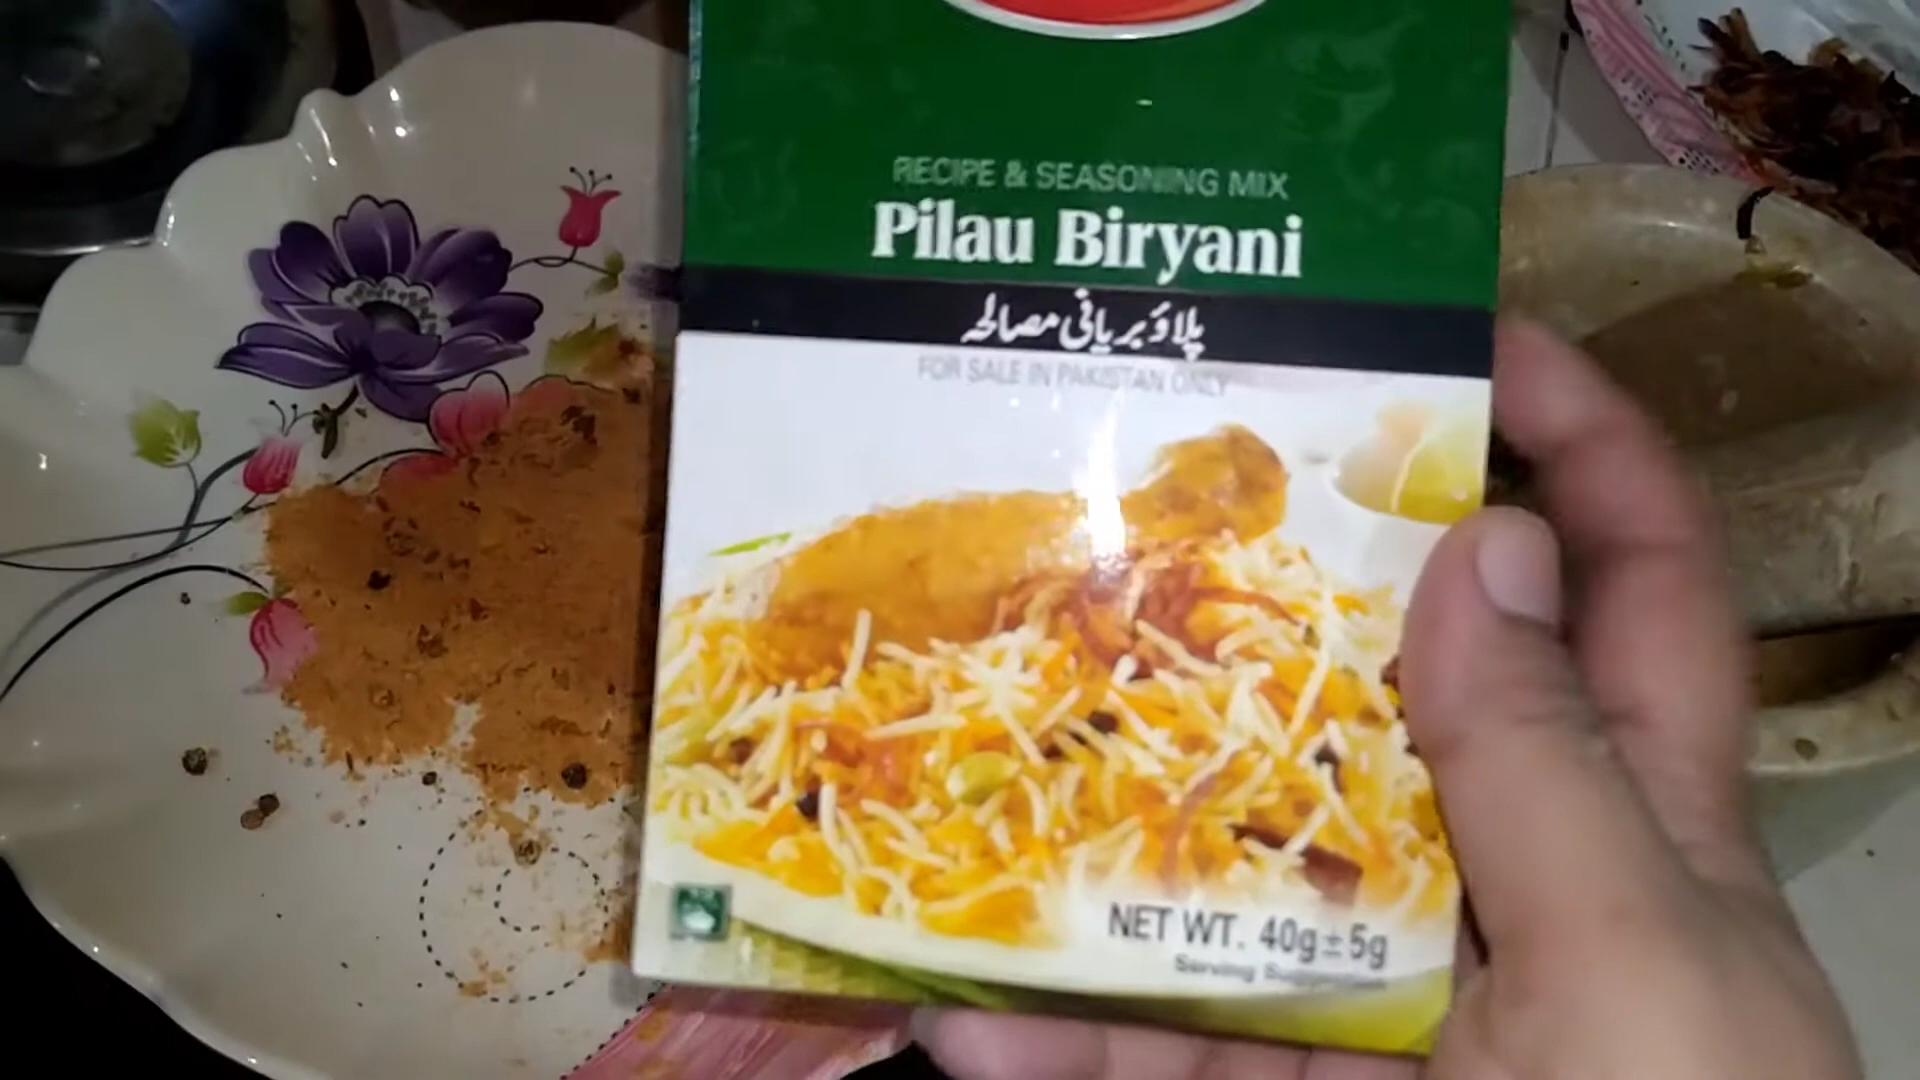 RECIPE & SEASONING MIX
Pilau Biryani
پلاؤ بریانی مصالحہ
FOR SALE IN PAKISTAN ONLY
NET WT. 40g±5g
Serving Suggestion